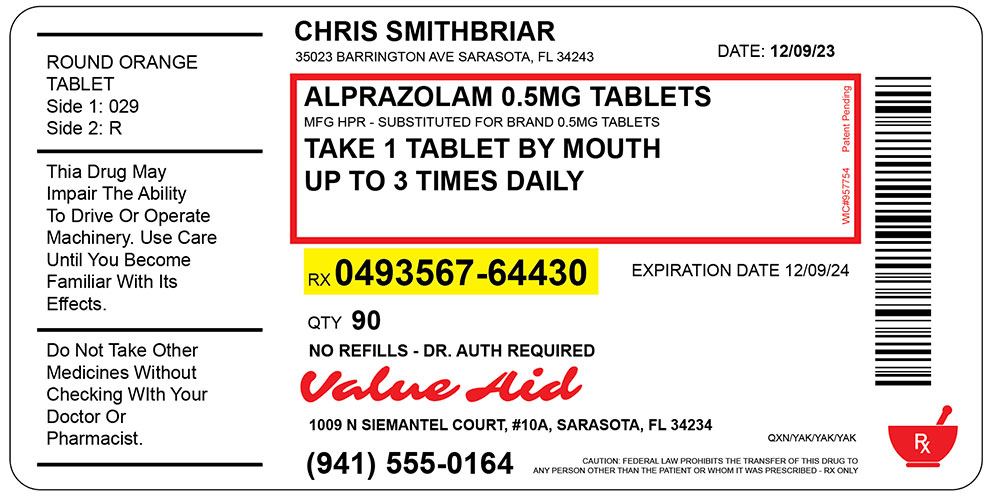 ROUND ORANGE
TABLET
Side 1: 029
Side 2: R
Thia Drug May
Impair The Ability
To Drive Or Operate
Machinery. Use Care
Until You Become
Familiar With Its
Effects.
Do Not Take Other
Medicines Without
Checking WIth Your
Doctor Or
Pharmacist.
CHRIS SMITHBRIAR
35023 BARRINGTON AVE SARASOTA, FL 34243
DATE: 12/09/23
ALPRAZOLAM 0.5MG TABLETS
MFG HPR - SUBSTITUTED FOR BRAND 0.5MG TABLETS
TAKE 1 TABLET BY MOUTH
UP TO 3 TIMES DAILY
WIC#957754 Patent Pending
RX 0493567-64430
EXPIRATION DATE 12/09/24
QTY 90
NO REFILLS - DR. AUTH REQUIRED
Value Aid
1009 N SIEMANTEL COURT, #10A, SARASOTA, FL 34234
(941) 555-0164
QXN/YAK/YAK/YAK
CAUTION: FEDERAL LAW PROHIBITS THE TRANSFER OF THIS DRUG TO
ANY PERSON OTHER THAN THE PATIENT OR WHOM IT WAS PRESCRIBED - RX ONLY
RX